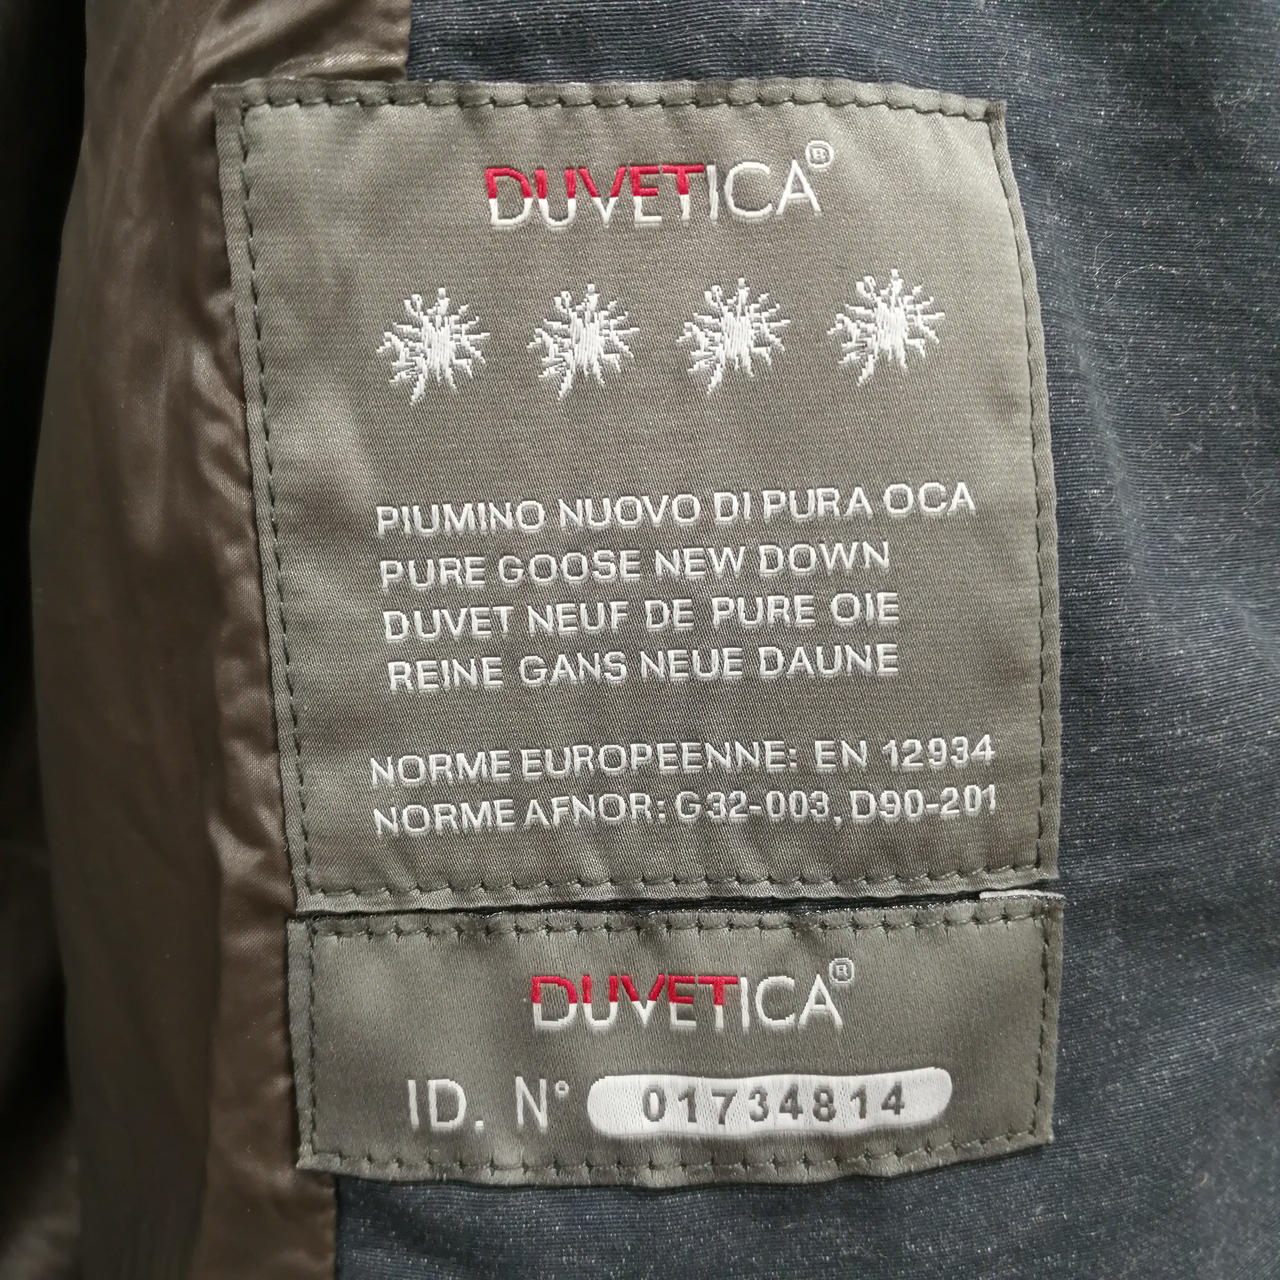 DUVETICA®
PIUMINO NUOVO DI PURA OCA
PURE GOOSE NEW DOWN
DUVET NEUF DE PURE OIE
REINE GANS NEUE DAUNE
NORME EUROPEENNE: EN 12934
NORME AFNOR: G32-003, D90-201
DUVETICA®
ID. N° 01734814